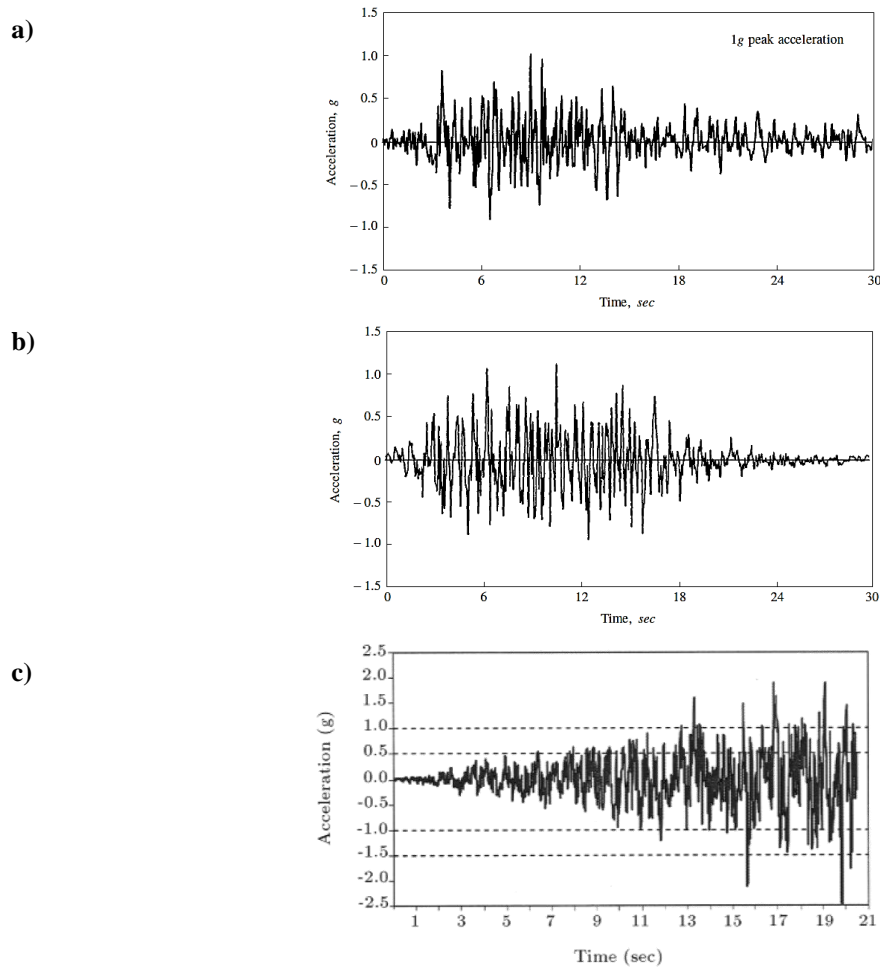 a)
1g peak acceleration
Acceleration, g
1.5
1.0
0.5
0
− 0.5
− 1.0
− 1.5
0 6 12 18 24 30
Time, sec
b)
Acceleration, g
1.5
1.0
0.5
0
− 0.5
− 1.0
− 1.5
0 6 12 18 24 30
Time, sec
c)
Acceleration (g)
2.5
2.0
1.5
1.0
0.5
0.0
-0.5
-1.0
-1.5
-2.0
-2.5
1 3 5 7 9 11 13 15 17 19 21
Time (sec)